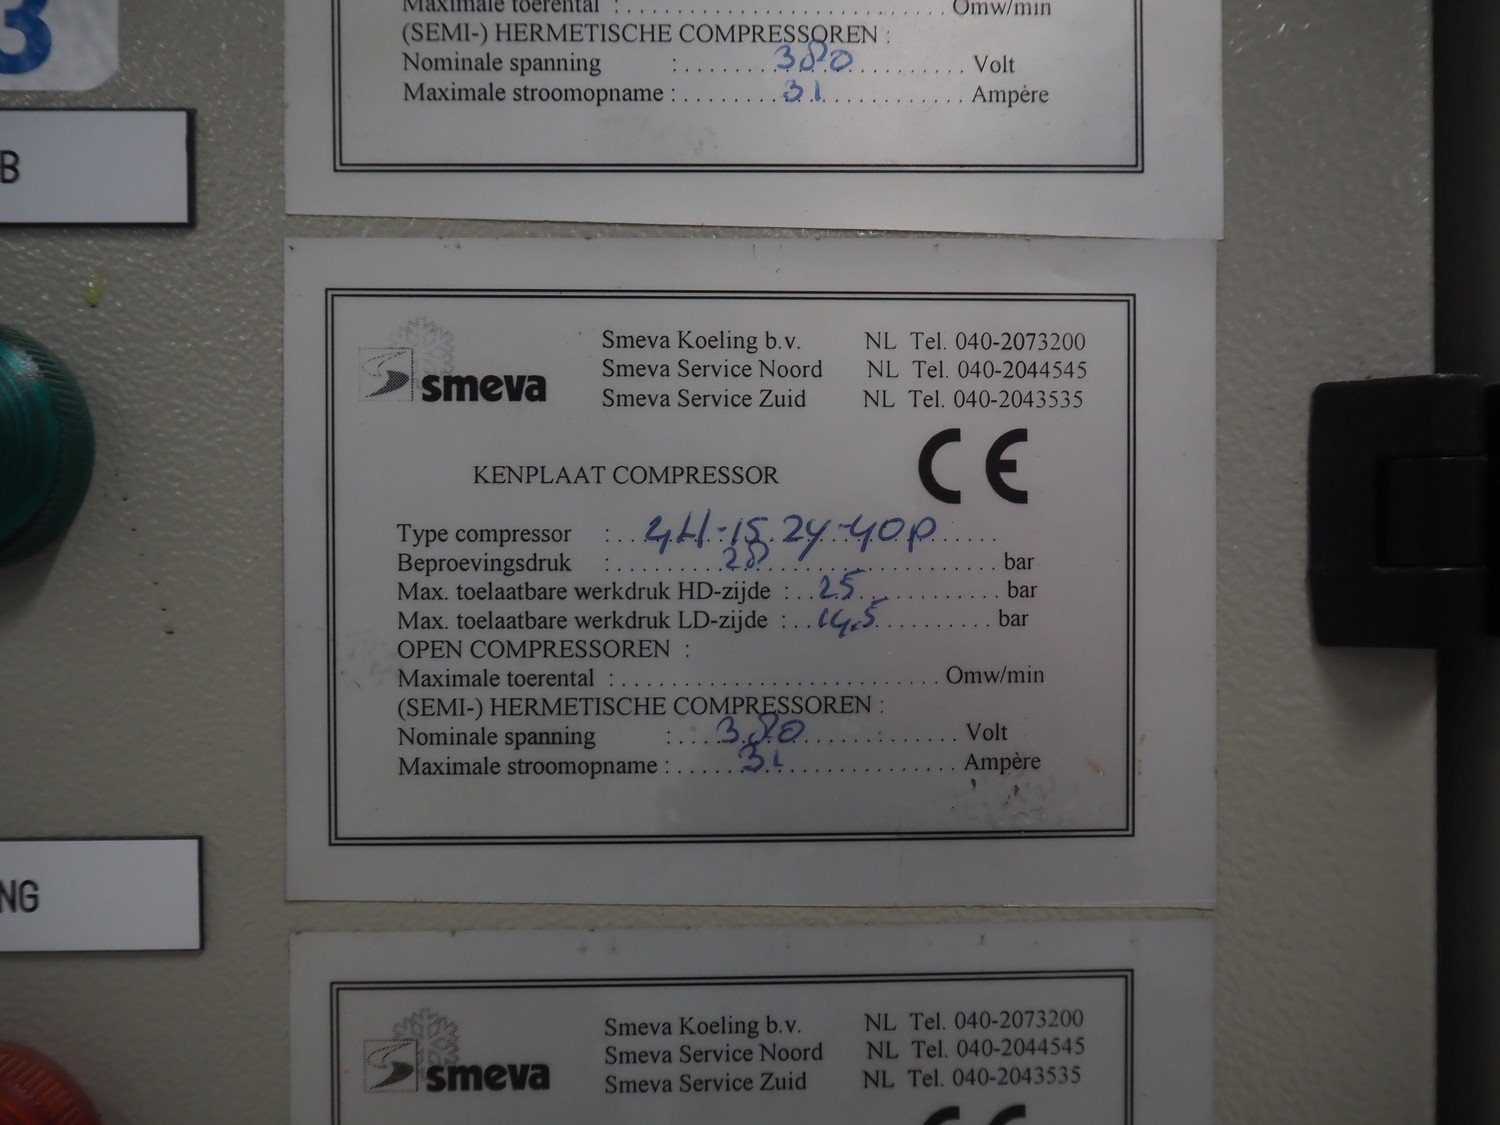 3
Maximale toerental : Omw/min
(SEMI-) HERMETISCHE COMPRESSOREN :
Nominale spanning : 380 Volt
Maximale stroomopname : 31 Ampère
B
smeva
Smeva Koeling b.v. NL Tel. 040-2073200
Smeva Service Noord NL Tel. 040-2044545
Smeva Service Zuid NL Tel. 040-2043535
CE
KENPLAAT COMPRESSOR
Type compressor : 4H-15.2Y-40P
Beproevingsdruk : 28 bar
Max. toelaatbare werkdruk HD-zijde : 25 bar
Max. toelaatbare werkdruk LD-zijde : 14,5 bar
OPEN COMPRESSOREN :
Maximale toerental : Omw/min
(SEMI-) HERMETISCHE COMPRESSOREN :
Nominale spanning : 380 Volt
Maximale stroomopname : 31 Ampère
NG
smeva
Smeva Koeling b.v. NL Tel. 040-2073200
Smeva Service Noord NL Tel. 040-2044545
Smeva Service Zuid NL Tel. 040-2043535
CE